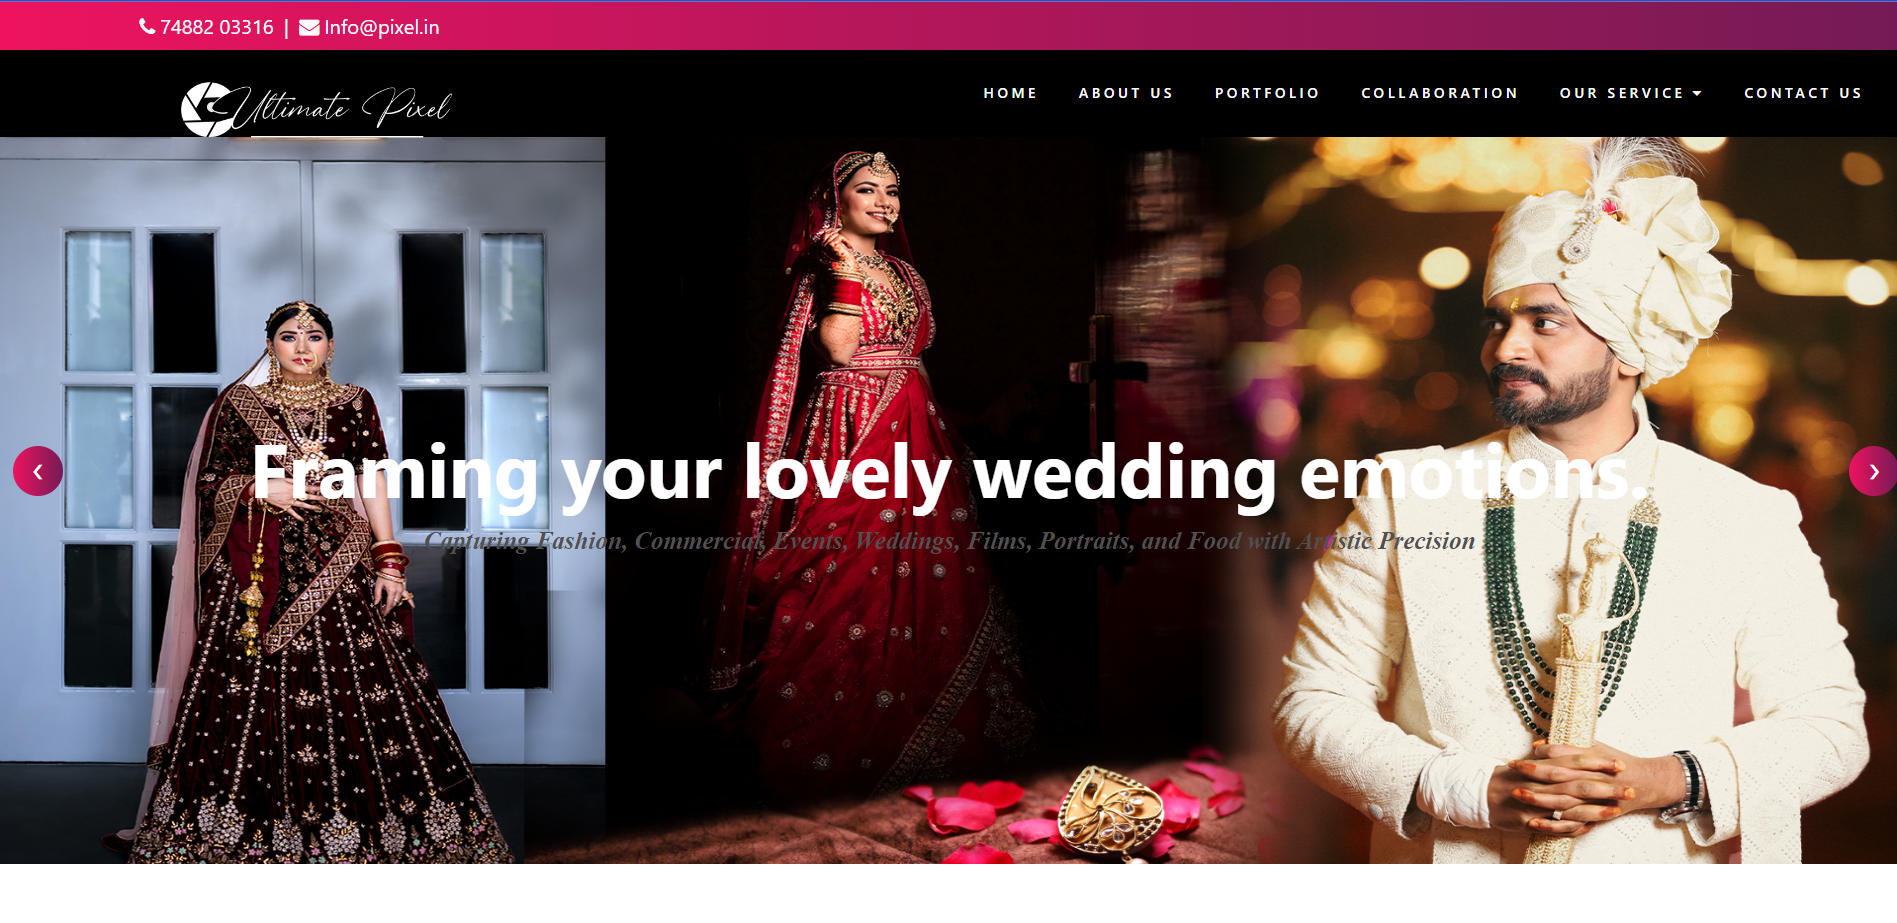 74882 03316 | Info@pixel.in
Ultimate Pixel
HOME ABOUT US PORTFOLIO COLLABORATION OUR SERVICE CONTACT US
Framing your lovely wedding emotions.
Capturing Fashion, Commercial, Events, Weddings, Films, Portraits, and Food with Artistic Precision